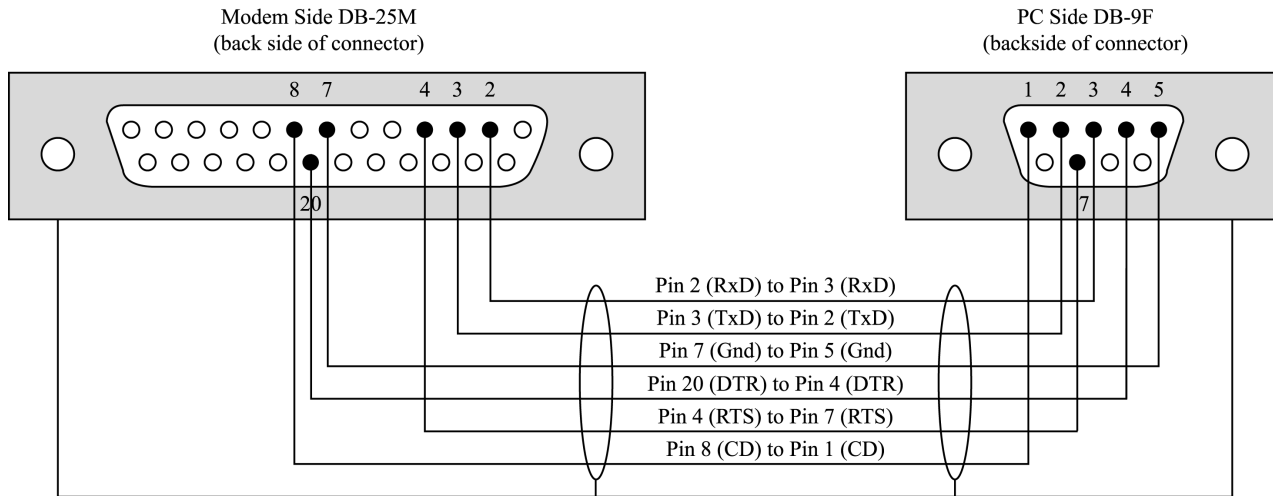 Modem Side DB-25M
(back side of connector)
PC Side DB-9F
(backside of connector)
8 7 4 3 2
1 2 3 4 5
20
7
Pin 2 (RxD) to Pin 3 (RxD)
Pin 3 (TxD) to Pin 2 (TxD)
Pin 7 (Gnd) to Pin 5 (Gnd)
Pin 20 (DTR) to Pin 4 (DTR)
Pin 4 (RTS) to Pin 7 (RTS)
Pin 8 (CD) to Pin 1 (CD)